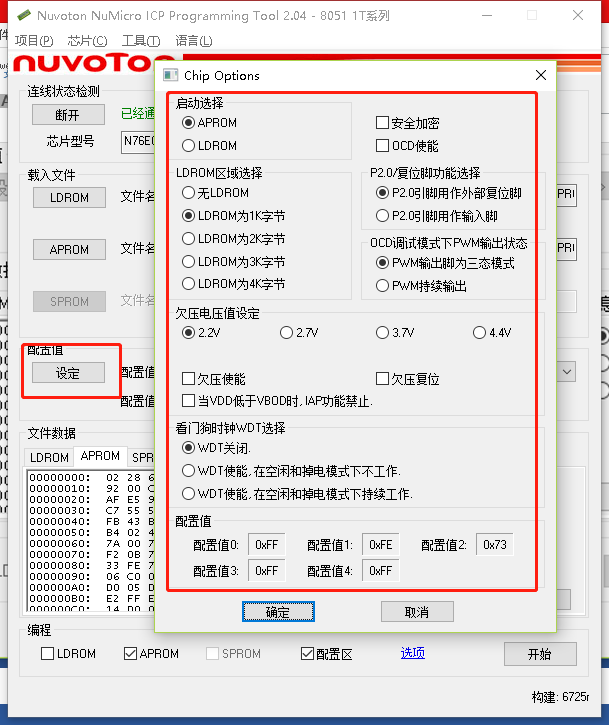 Nuvoton NuMicro ICP Programming Tool 2.04 - 8051 1T系列
项目(P) 芯片(C) 工具(T) 语言(L)
nuvoTon
Chip Options
连线状态检测
断开 已经通
芯片型号 N76E
载入文件
LDROM 文件名
APROM 文件名
SPROM 文件名
配置值
设定 配置值
配置值
文件数据
LDROM APROM SPR
00000000: 02 28 6
00000010: 92 00 C
00000020: AF E5 9
00000030: C7 55 5
00000040: FB 43 B
00000050: B4 02 4
00000060: 7A 00 7
00000070: F2 0B 7
00000080: 33 FE 7
00000090: 06 C0 0
000000A0: D0 05 D
000000B0: E2 FF E
000000C0: 14 D0 0
启动选择
APROM
LDROM
安全加密
OCD使能
LDROM区域选择
无LDROM
LDROM为1K字节
LDROM为2K字节
LDROM为3K字节
LDROM为4K字节
P2.0/复位脚功能选择
P2.0引脚用作外部复位脚
P2.0引脚用作输入脚
OCD调试模式下PWM输出状态
PWM输出脚为三态模式
PWM持续输出
欠压电压值设定
2.2V 2.7V 3.7V 4.4V
欠压使能 欠压复位
当VDD低于VBOD时, IAP功能禁止.
看门狗时钟WDT选择
WDT关闭.
WDT使能, 在空闲和掉电模式下不工作.
WDT使能, 在空闲和掉电模式下持续工作.
配置值
配置值0: 0xFF 配置值1: 0xFE 配置值2: 0x73
配置值3: 0xFF 配置值4: 0xFF
确定 取消
编程
LDROM APROM SPROM 配置区 选项 开始
构建: 6725r